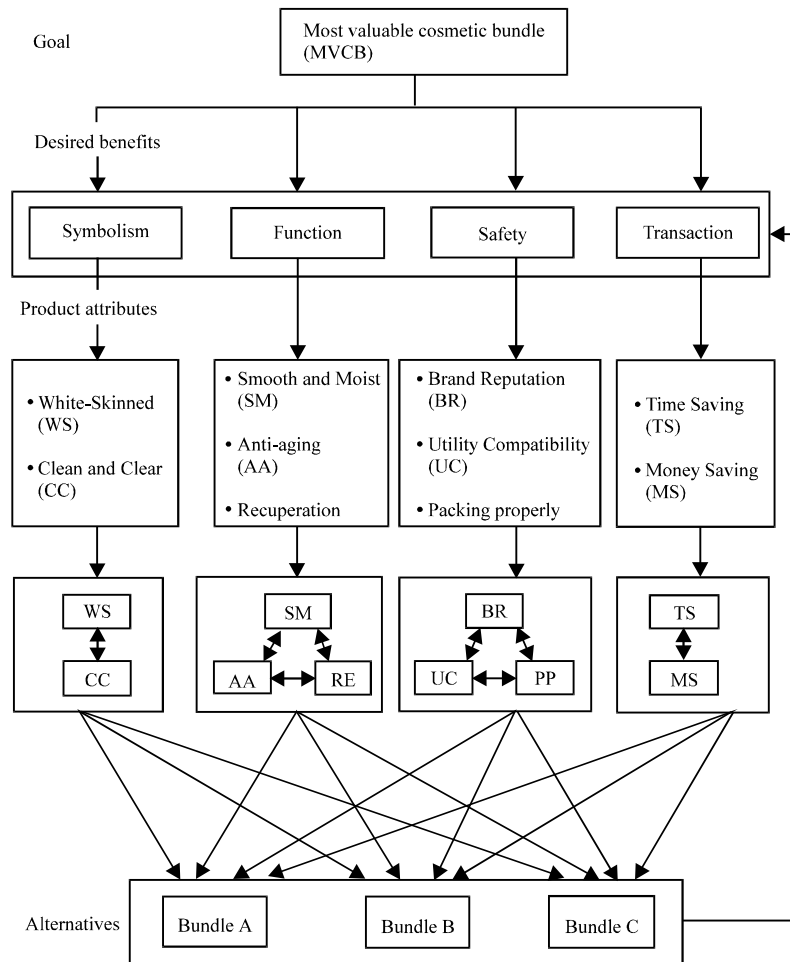 Goal
Most valuable cosmetic bundle
(MVCB)
Desired benefits
Symbolism
Function
Safety
Transaction
Product attributes
• White-Skinned
(WS)
• Clean and Clear
(CC)
• Smooth and Moist
(SM)
• Anti-aging
(AA)
• Recuperation
• Brand Reputation
(BR)
• Utility Compatibility
(UC)
• Packing properly
• Time Saving
(TS)
• Money Saving
(MS)
WS
CC
SM
AA
RE
BR
UC
PP
TS
MS
Alternatives
Bundle A
Bundle B
Bundle C